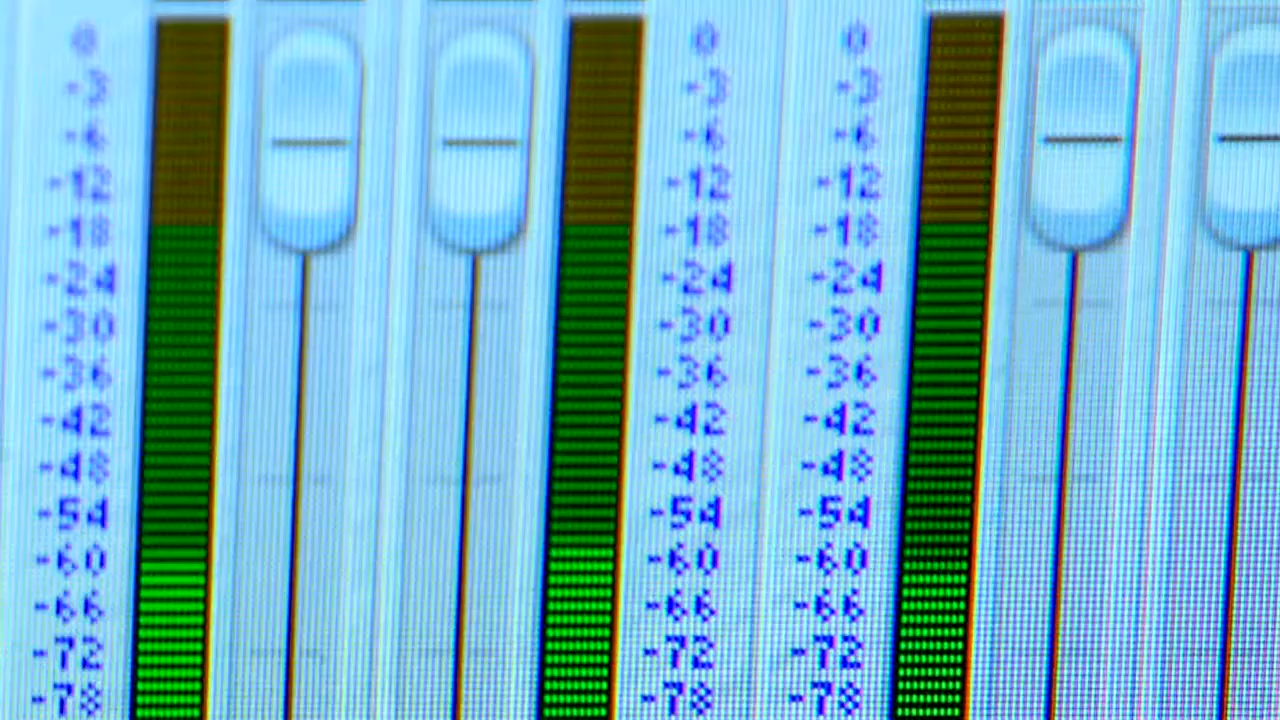 0 0 0
-3 -3 -3
-6 -6 -6
-12 -12 -12
-18 -18 -18
-24 -24 -24
-30 -30 -30
-36 -36 -36
-42 -42 -42
-48 -48 -48
-54 -54 -54
-60 -60 -60
-66 -66 -66
-72 -72 -72
-78 -78 -78